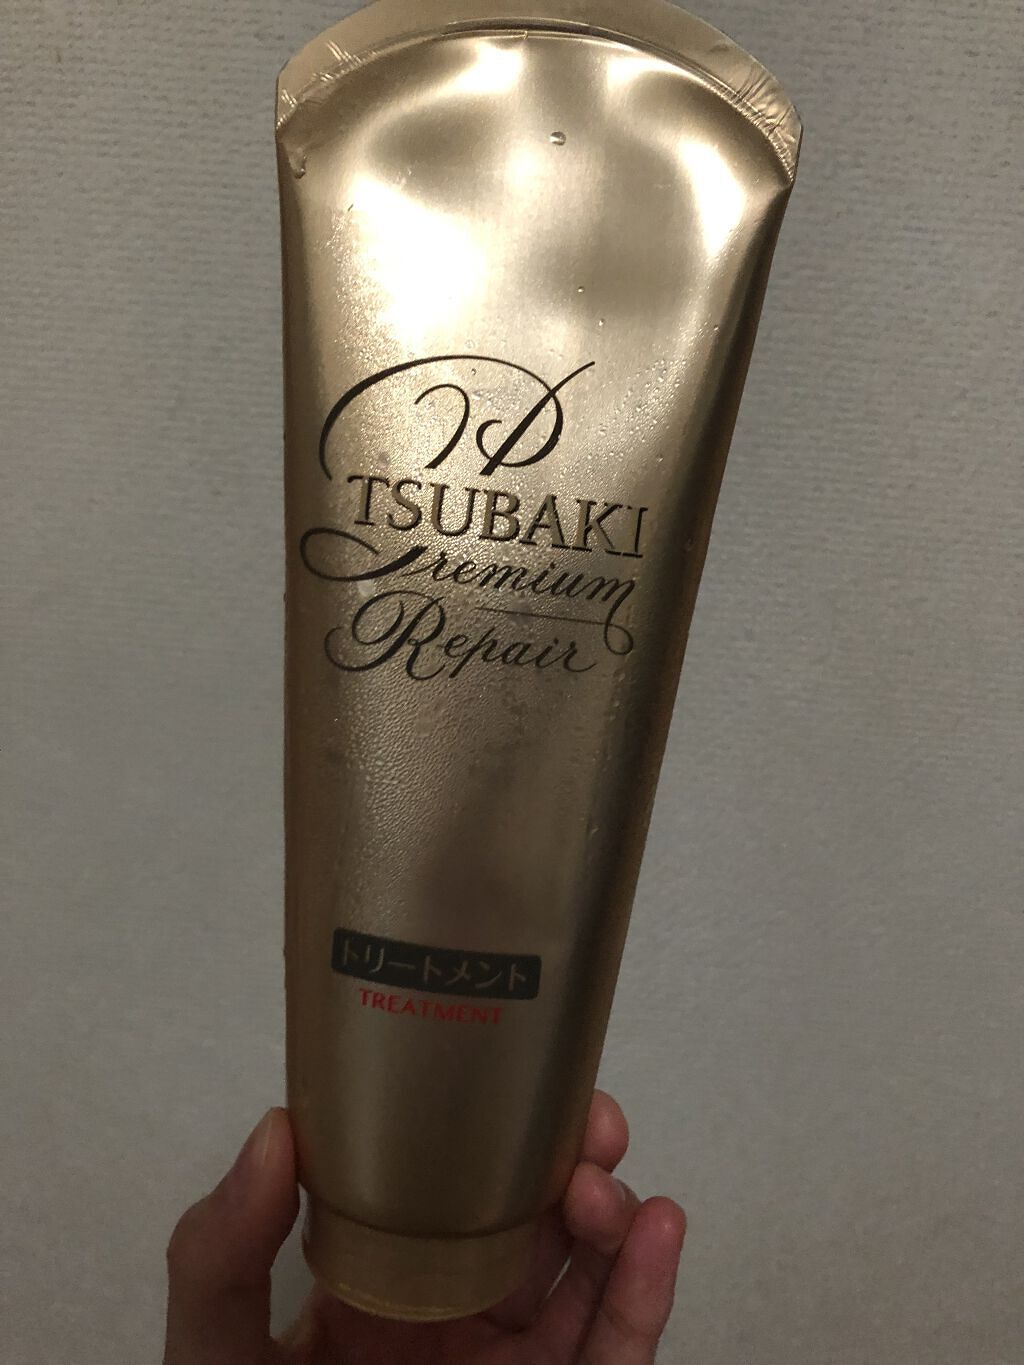 TSUBAKI
Premium
Repair
トリートメント
TREATMENT